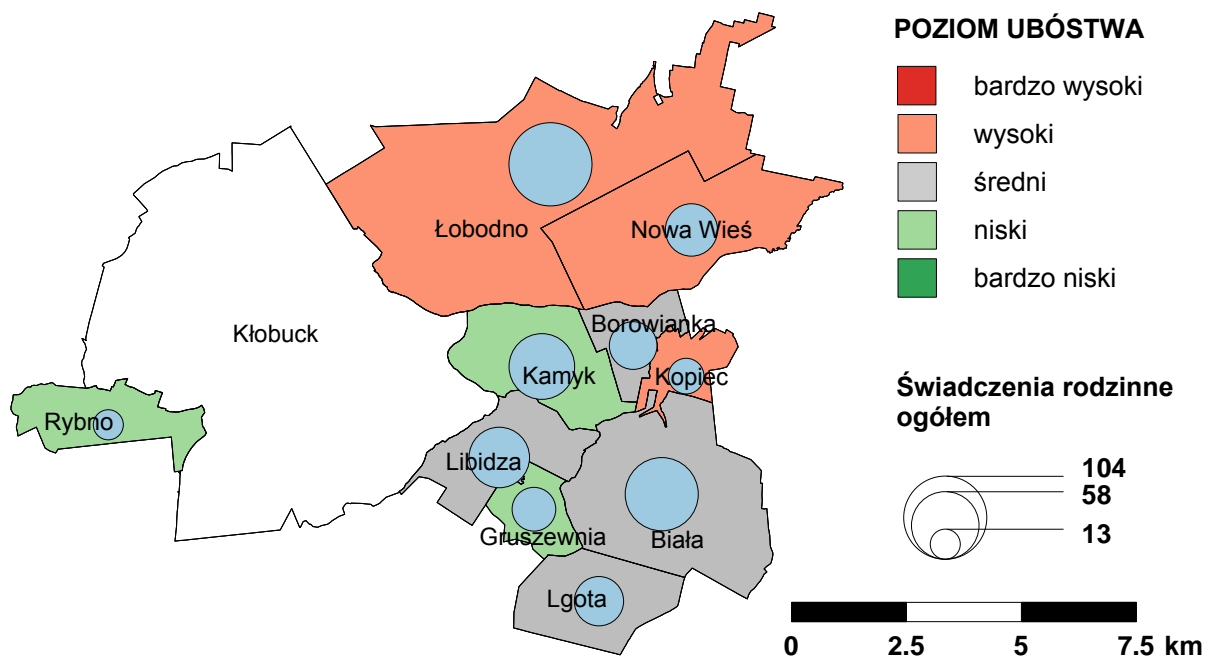 POZIOM UBÓSTWA
bardzo wysoki
wysoki
średni
niski
bardzo niski
Łobodno
Nowa Wieś
Borowianka
Kłobuck
Kamyk
Kopiec
Rybno
Libidza
Gruszewnia
Biała
Lgota
Świadczenia rodzinne
ogółem
104
58
13
0 2.5 5 7.5 km